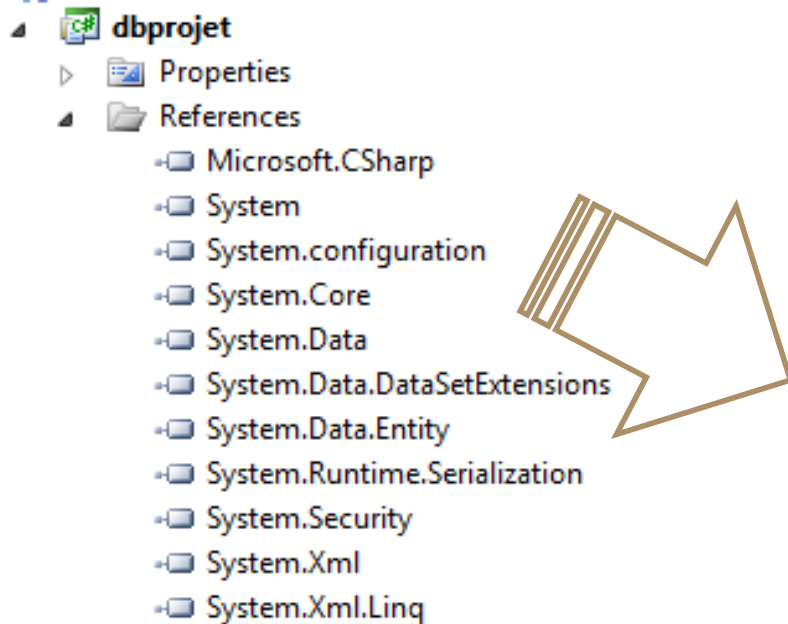 dbprojet
Properties
References
Microsoft.CSharp
System
System.configuration
System.Core
System.Data
System.Data.DataSetExtensions
System.Data.Entity
System.Runtime.Serialization
System.Security
System.Xml
System.Xml.Linq